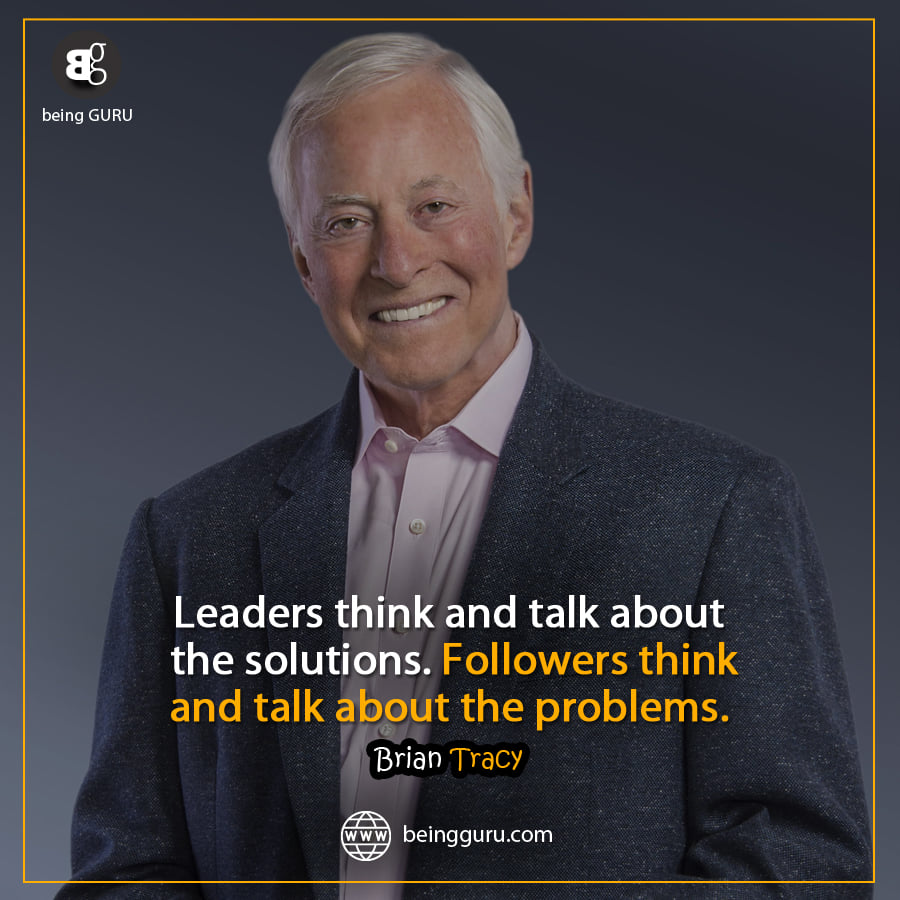 Bg
being GURU
Leaders think and talk about
the solutions. Followers think
and talk about the problems.
Brian Tracy
www beingguru.com